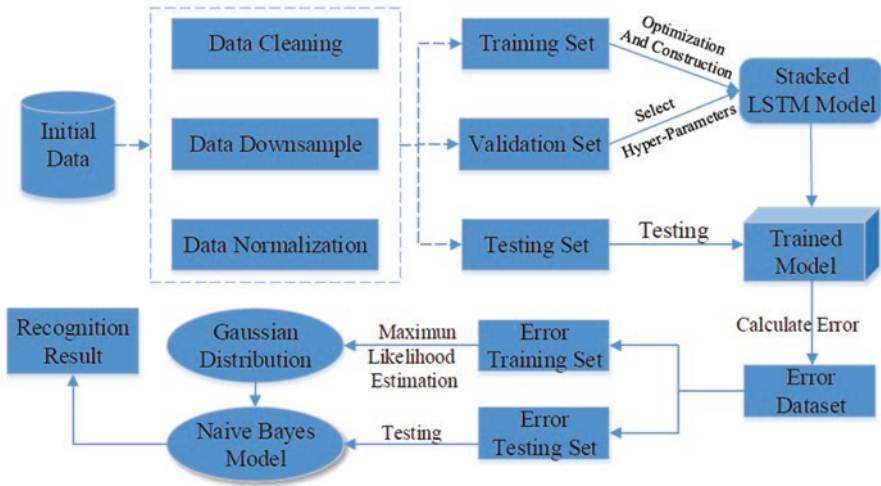 Data Cleaning
Training Set
Optimization
And Construction
Stacked
LSTM Model
Initial
Data
Data Downsample
Validation Set
Select
Hyper-Parameters
Data Normalization
Testing Set
Testing
Trained
Model
Calculate Error
Recognition
Result
Gaussian
Distribution
Maximun
Likelihood
Estimation
Error
Training Set
Error
Dataset
Naive Bayes
Model
Testing
Error
Testing Set